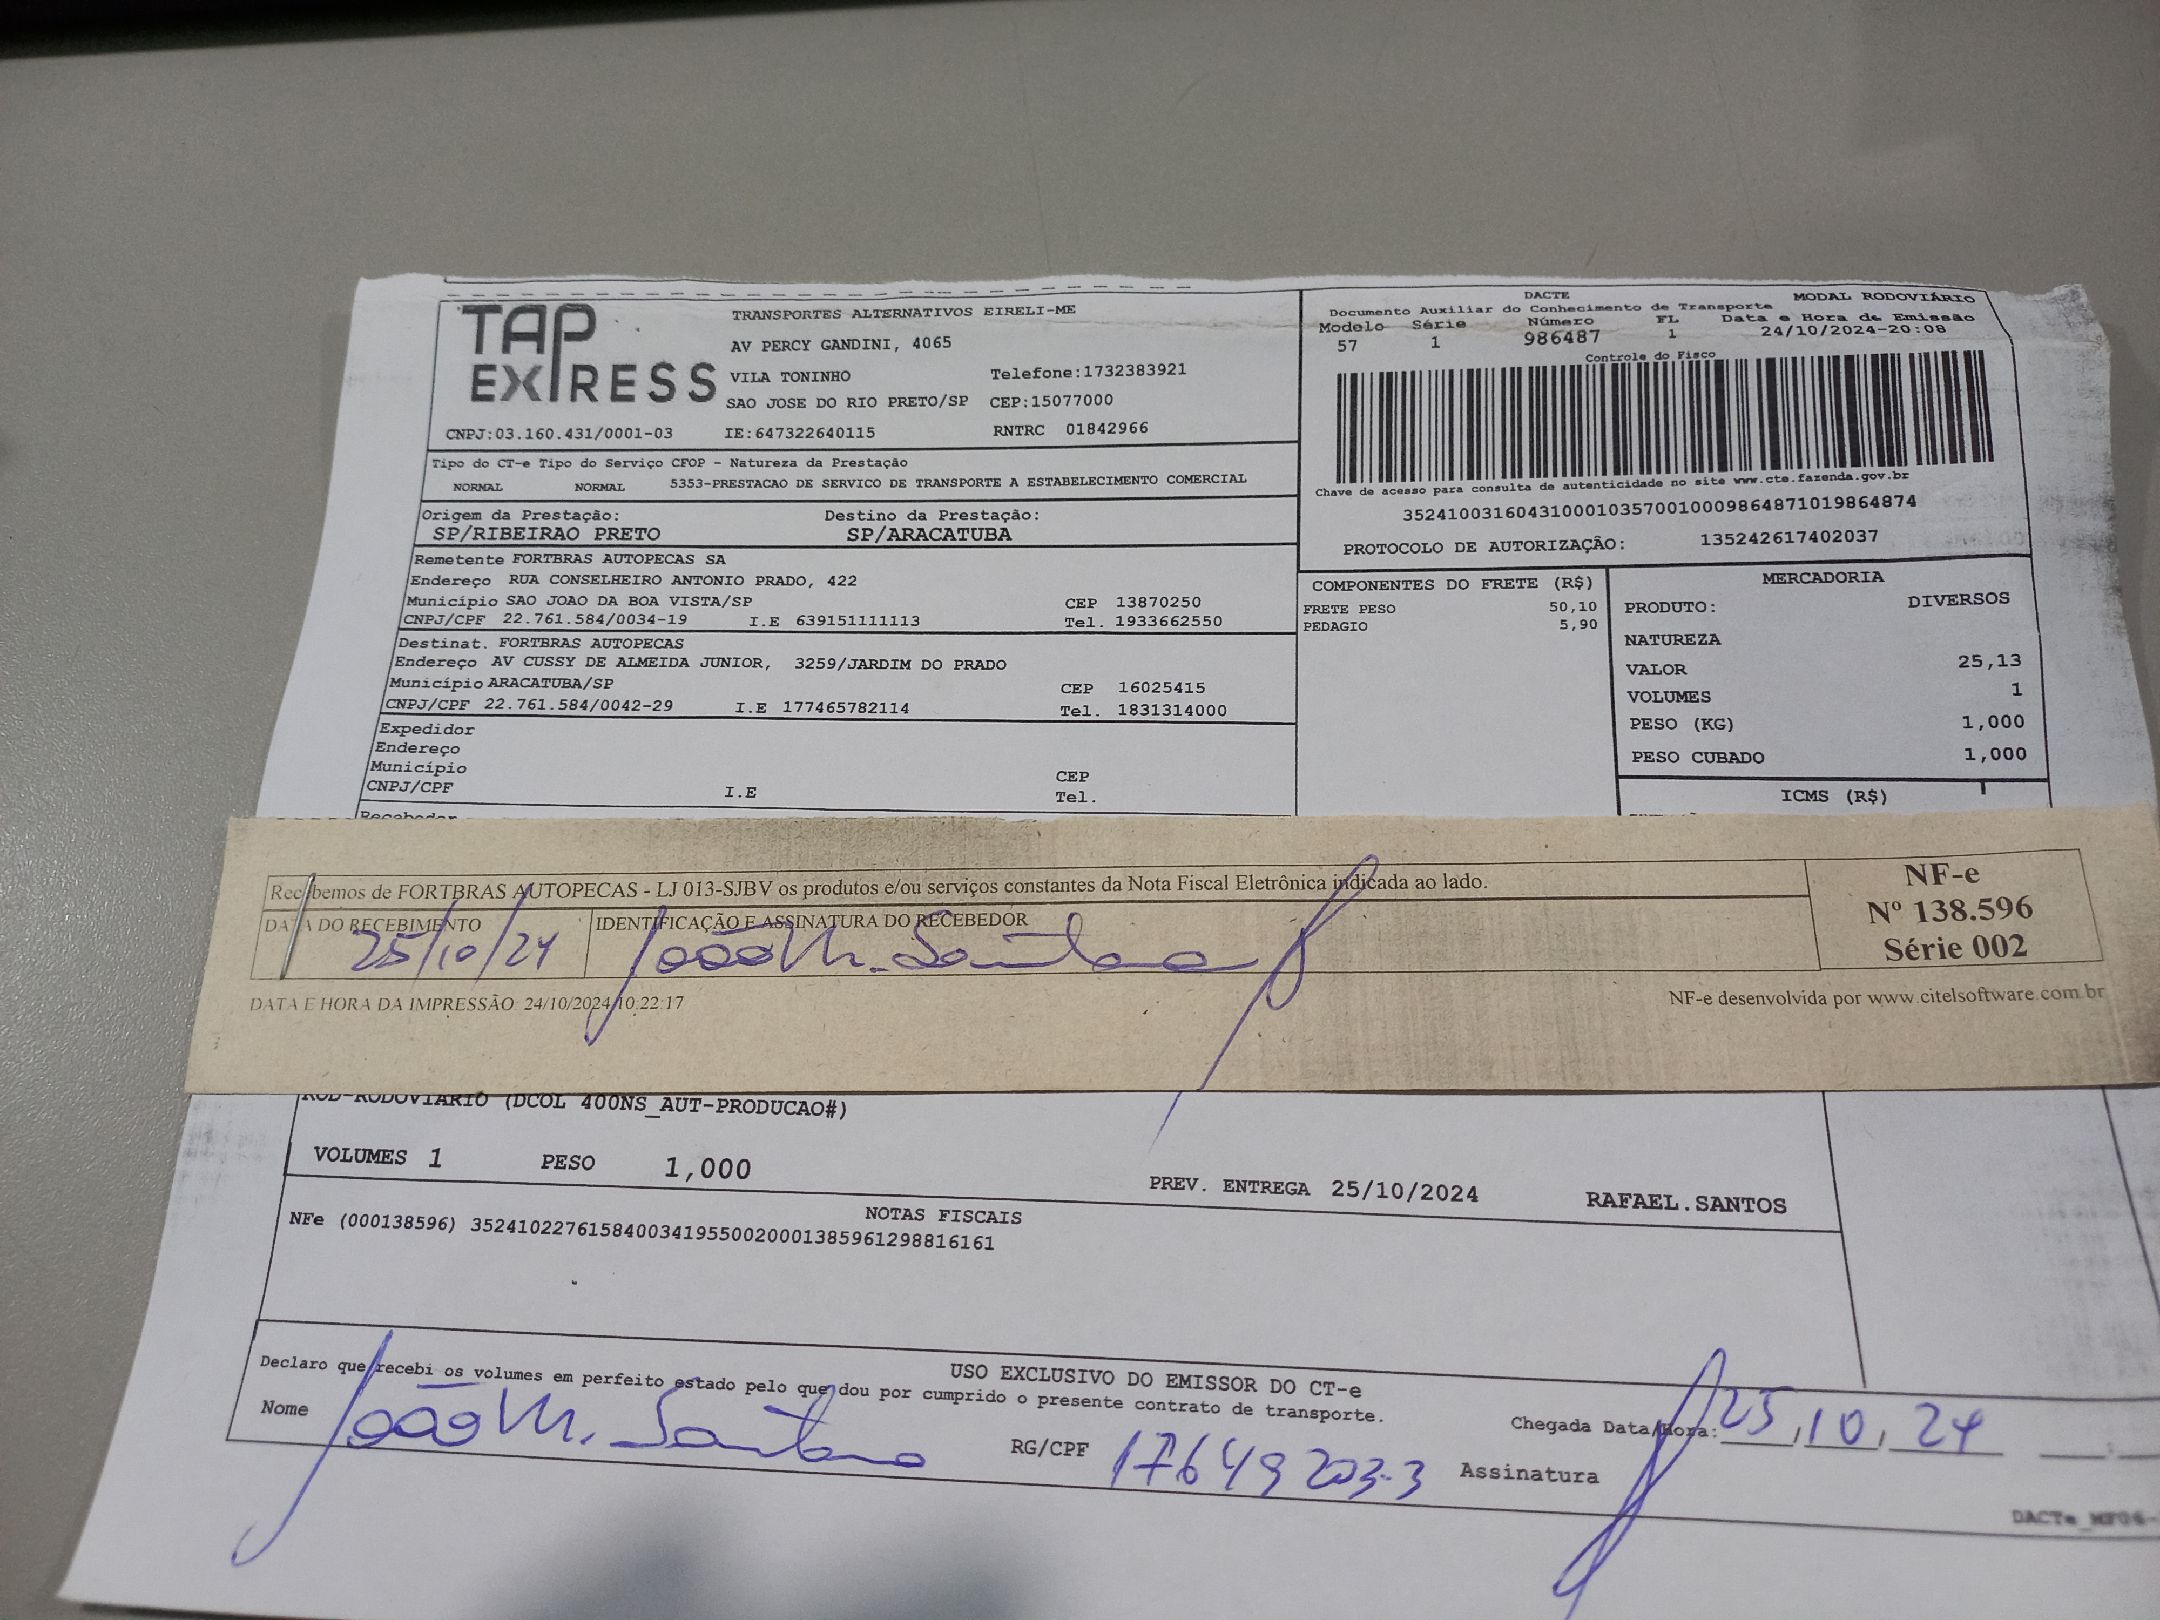 TAP EXPRESS
TRANSPORTES ALTERNATIVOS EIRELI-ME
AV PERCY GANDINI, 4065
VILA TONINHO Telefone:1732383921
SAO JOSE DO RIO PRETO/SP CEP:15077000
CNPJ:03.160.431/0001-03 IE:647322640115 RNTRC 01842966
DACTE MODAL RODOVIÁRIO
Documento Auxiliar do Conhecimento de Transporte
Modelo Série Número FL Data e Hora de Emissão
57 1 986487 1 24/10/2024-20:08
Controle do Fisco
Chave de acesso para consulta de autenticidade no site www.cte.fazenda.gov.br
35241003160431000103570010009864871019864874
PROTOCOLO DE AUTORIZAÇÃO: 135242617402037
Tipo do CT-e Tipo do Serviço CFOP - Natureza da Prestação
NORMAL NORMAL 5353-PRESTACAO DE SERVICO DE TRANSPORTE A ESTABELECIMENTO COMERCIAL
Origem da Prestação: Destino da Prestação:
SP/RIBEIRAO PRETO SP/ARACATUBA
Remetente FORTBRAS AUTOPECAS SA
Endereço RUA CONSELHEIRO ANTONIO PRADO, 422
Município SAO JOAO DA BOA VISTA/SP CEP 13870250
CNPJ/CPF 22.761.584/0034-19 I.E 639151111113 Tel. 1933662550
Destinat. FORTBRAS AUTOPECAS
Endereço AV CUSSY DE ALMEIDA JUNIOR, 3259/JARDIM DO PRADO
Município ARACATUBA/SP CEP 16025415
CNPJ/CPF 22.761.584/0042-29 I.E 177465782114 Tel. 1831314000
Expedidor
Endereço
Município CEP
CNPJ/CPF I.E Tel.
Recebedor
COMPONENTES DO FRETE (R$)
FRETE PESO 50,10
PEDAGIO 5,90
MERCADORIA
PRODUTO: DIVERSOS
NATUREZA
VALOR 25,13
VOLUMES 1
PESO (KG) 1,000
PESO CUBADO 1,000
ICMS (R$)
Recebemos de FORTBRAS AUTOPECAS - LJ 013-SJBV os produtos e/ou serviços constantes da Nota Fiscal Eletrônica indicada ao lado.
DATA DO RECEBIMENTO IDENTIFICAÇÃO E ASSINATURA DO RECEBEDOR
25/10/24 João M. Santana
NF-e
Nº 138.596
Série 002
DATA E HORA DA IMPRESSÃO: 24/10/2024 10:22:17 NF-e desenvolvida por www.citelsoftware.com.br
ROD-RODOVIARIO (DCOL 400NS_AUT-PRODUCAO#)
VOLUMES 1 PESO 1,000 PREV. ENTREGA 25/10/2024 RAFAEL.SANTOS
NOTAS FISCAIS
NFe (000138596) 35241022761584003419550020001385961298816161
USO EXCLUSIVO DO EMISSOR DO CT-e
Declaro que recebi os volumes em perfeito estado pelo que dou por cumprido o presente contrato de transporte.
Nome João M. Santana RG/CPF 17649203-3 Assinatura
Chegada Data/Hora: 25, 10, 24